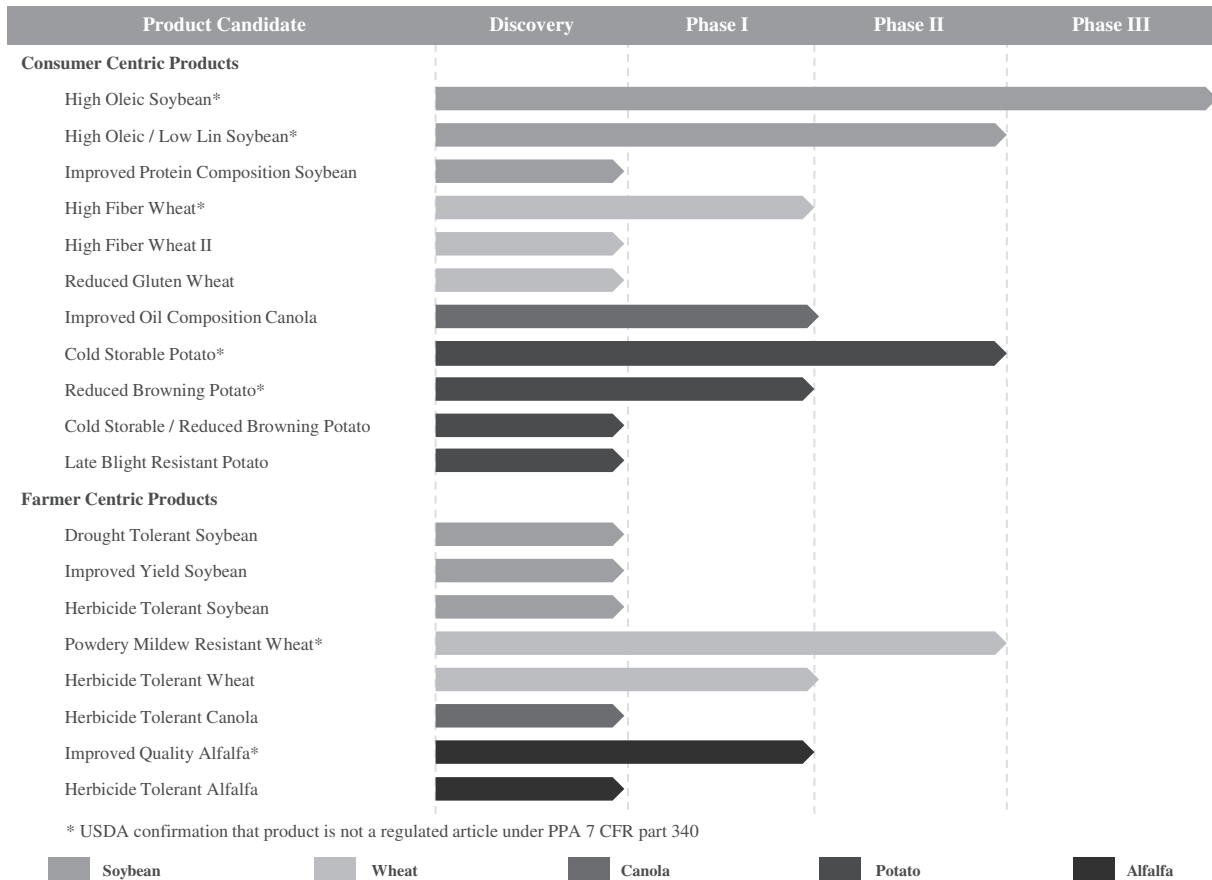 Product Candidate Discovery Phase I Phase II Phase III
Consumer Centric Products
High Oleic Soybean*
High Oleic / Low Lin Soybean*
Improved Protein Composition Soybean
High Fiber Wheat*
High Fiber Wheat II
Reduced Gluten Wheat
Improved Oil Composition Canola
Cold Storable Potato*
Reduced Browning Potato*
Cold Storable / Reduced Browning Potato
Late Blight Resistant Potato
Farmer Centric Products
Drought Tolerant Soybean
Improved Yield Soybean
Herbicide Tolerant Soybean
Powdery Mildew Resistant Wheat*
Herbicide Tolerant Wheat
Herbicide Tolerant Canola
Improved Quality Alfalfa*
Herbicide Tolerant Alfalfa
* USDA confirmation that product is not a regulated article under PPA 7 CFR part 340
Soybean Wheat Canola Potato Alfalfa